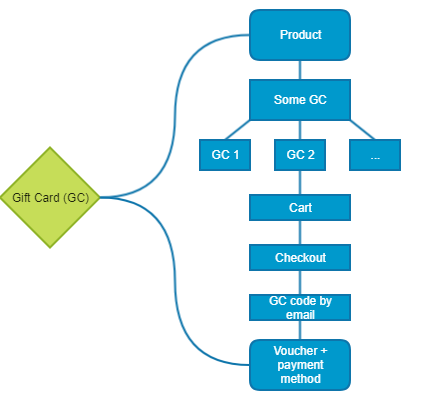 Product
Some GC
GC 1
GC 2
...
Gift Card (GC)
Cart
Checkout
GC code by
email
Voucher +
payment
method